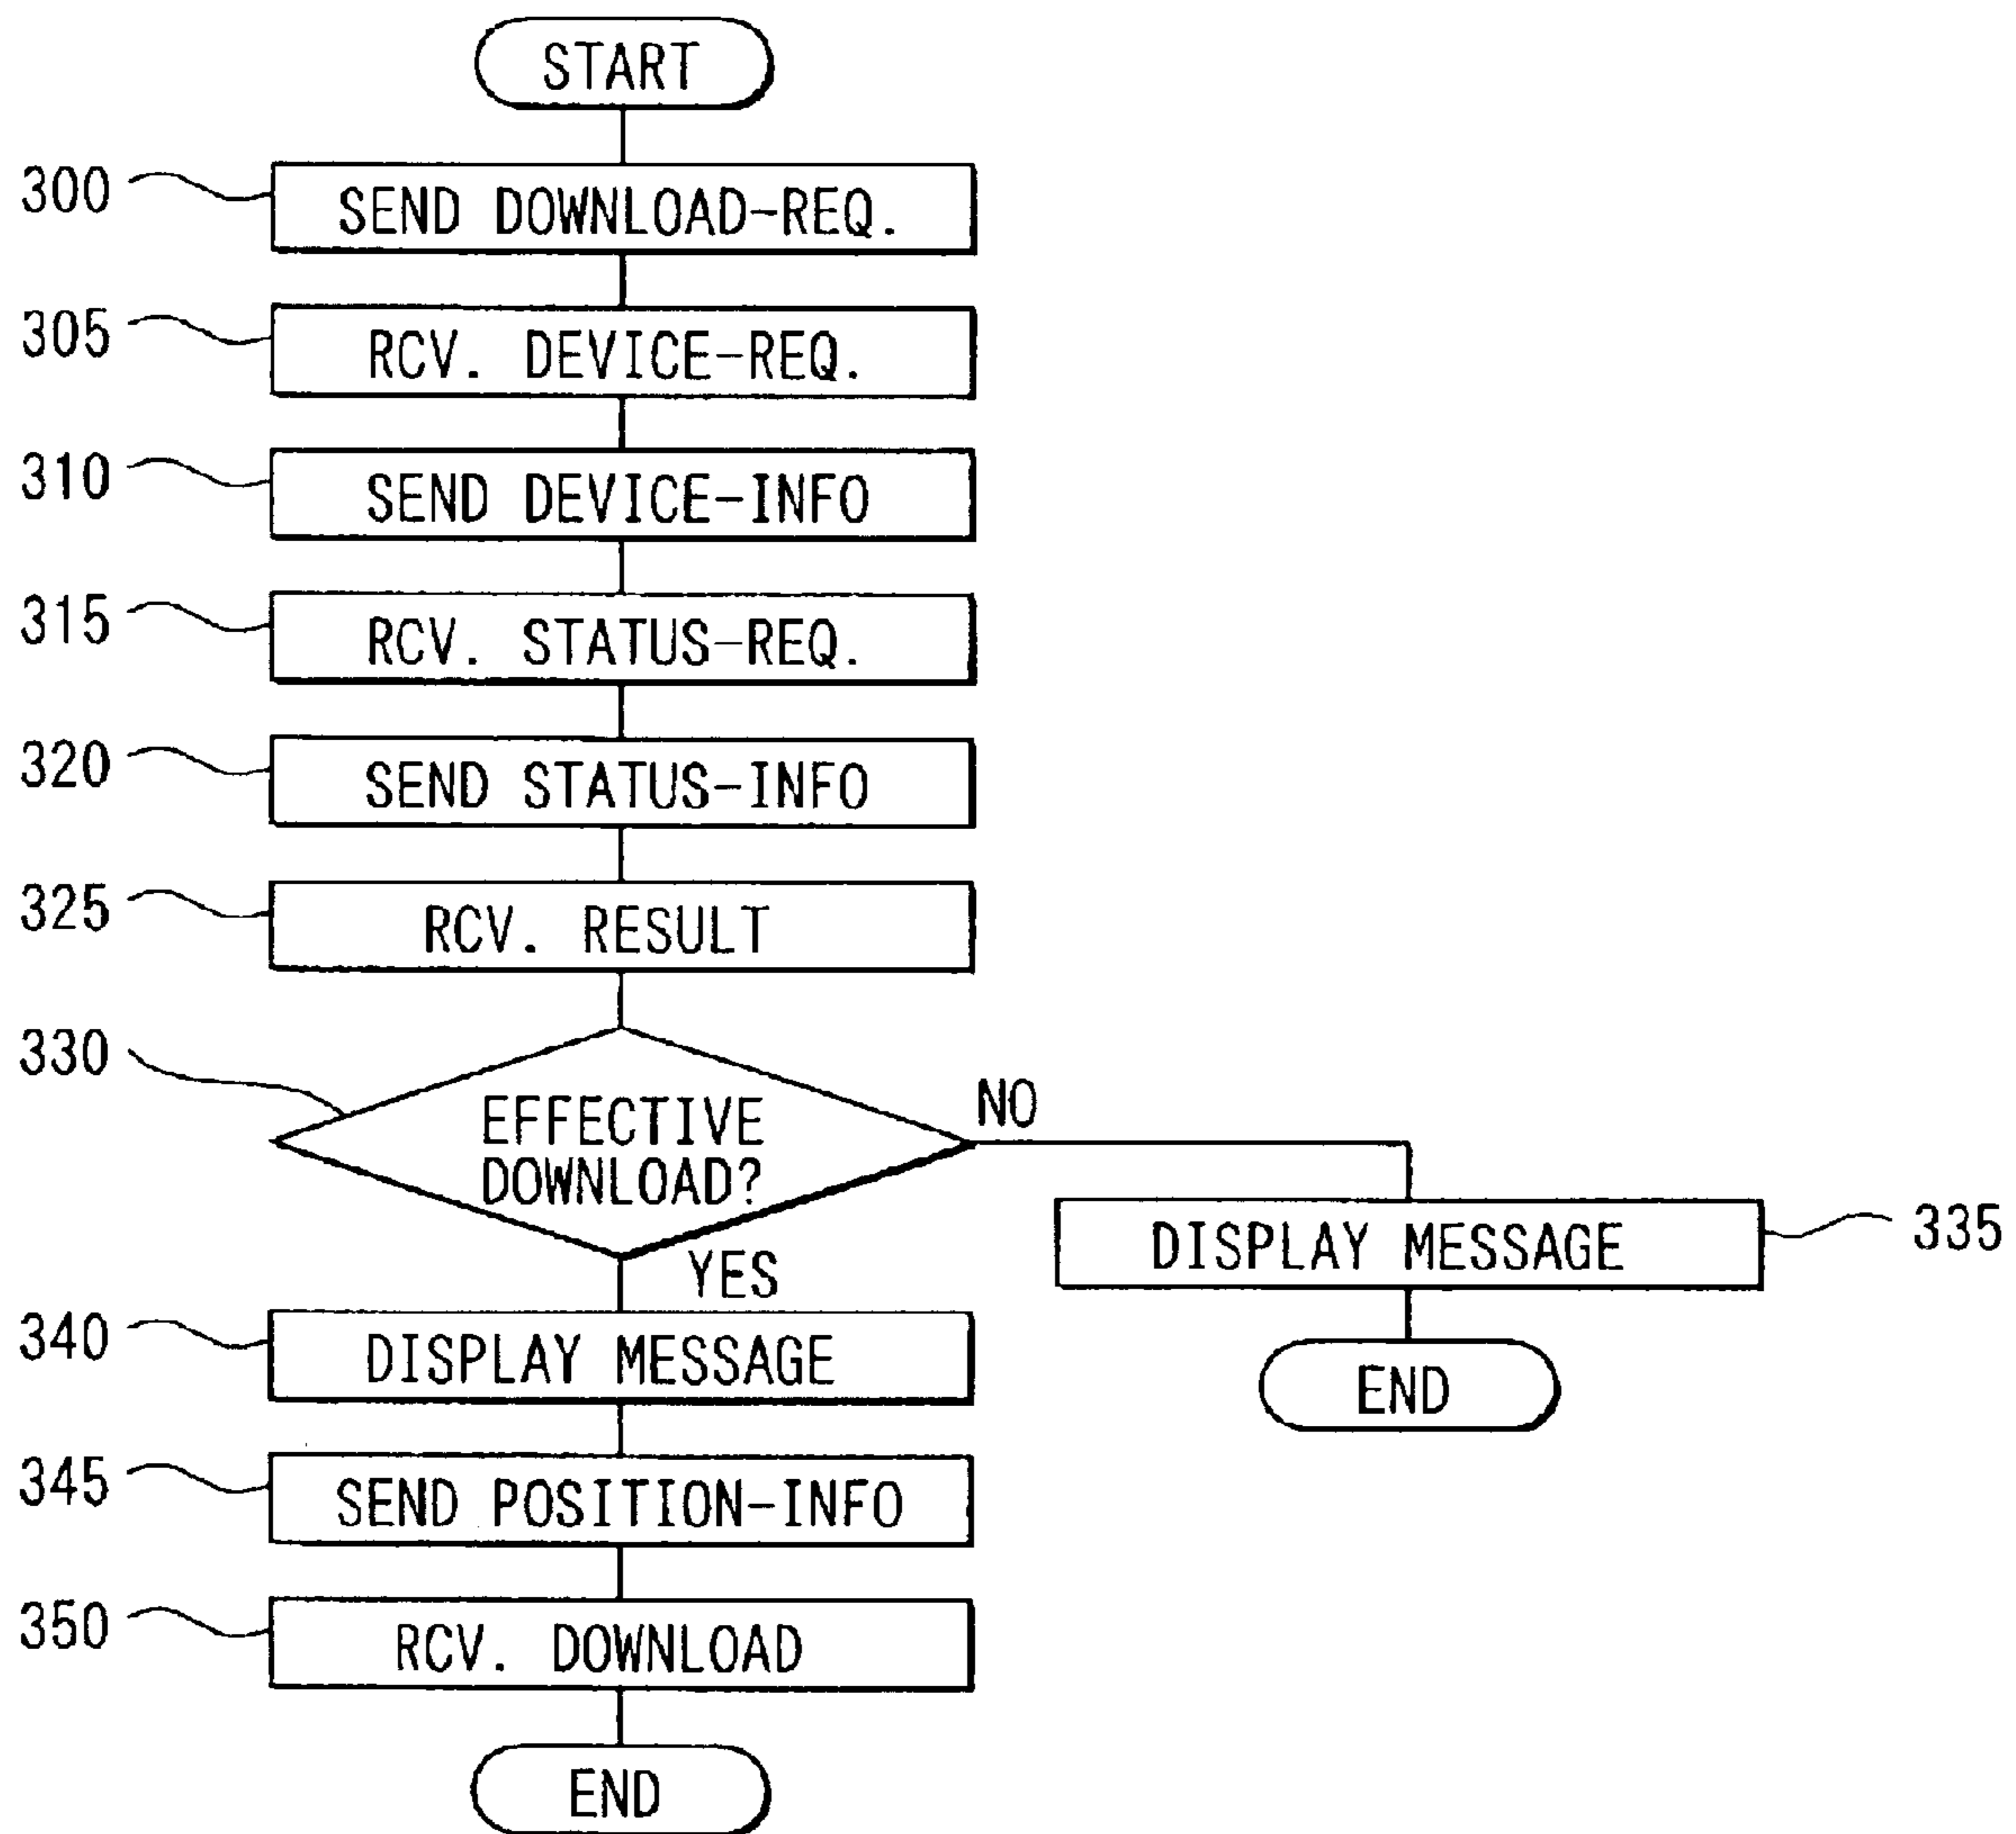 START
300
SEND DOWNLOAD-REQ.
305
RCV. DEVICE-REQ.
310
SEND DEVICE-INFO
315
RCV. STATUS-REQ.
320
SEND STATUS-INFO
325
RCV. RESULT
330
EFFECTIVE
DOWNLOAD?
NO
YES
DISPLAY MESSAGE
335
END
340
DISPLAY MESSAGE
345
SEND POSITION-INFO
350
RCV. DOWNLOAD
END